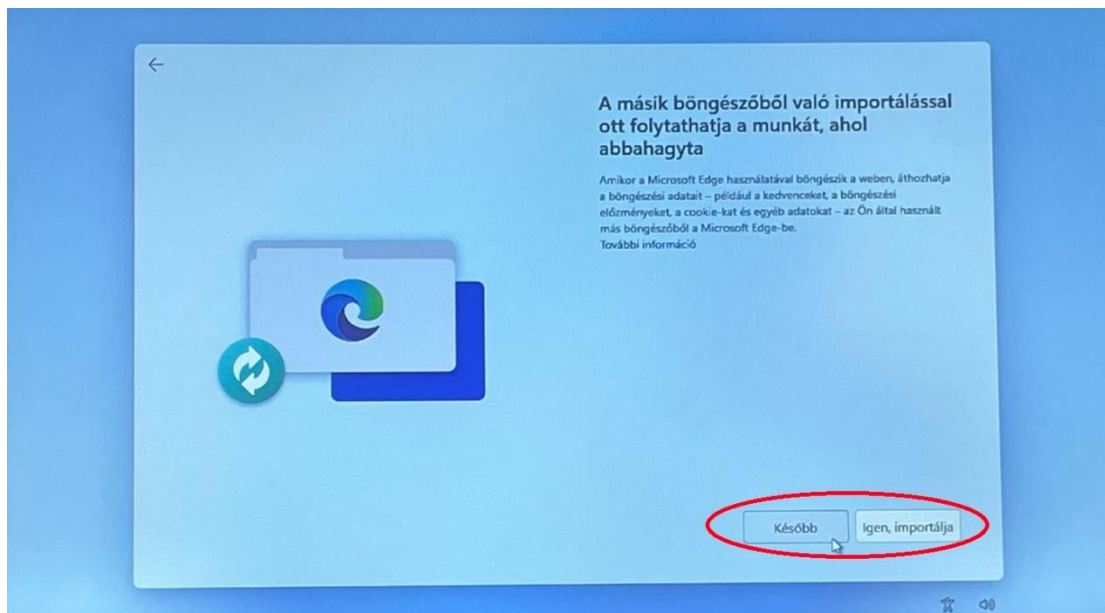 A másik böngészőből való importálással
ott folytathatja a munkát, ahol
abbahagyta
Amikor a Microsoft Edge használatával böngészik a weben, áthozhatja
a böngészési adatait – például a kedvenceket, a böngészési
előzményeket, a cookie-kat és egyéb adatokat – az Ön által használt
más böngészőből a Microsoft Edge-be.
További információ
Később
Igen, importálja